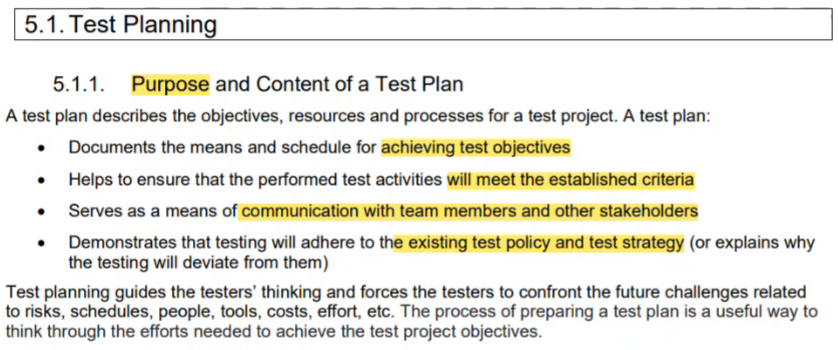 5.1. Test Planning
5.1.1. Purpose and Content of a Test Plan
A test plan describes the objectives, resources and processes for a test project. A test plan:
• Documents the means and schedule for achieving test objectives
• Helps to ensure that the performed test activities will meet the established criteria
• Serves as a means of communication with team members and other stakeholders
• Demonstrates that testing will adhere to the existing test policy and test strategy (or explains why
the testing will deviate from them)
Test planning guides the testers' thinking and forces the testers to confront the future challenges related
to risks, schedules, people, tools, costs, effort, etc. The process of preparing a test plan is a useful way to
think through the efforts needed to achieve the test project objectives.